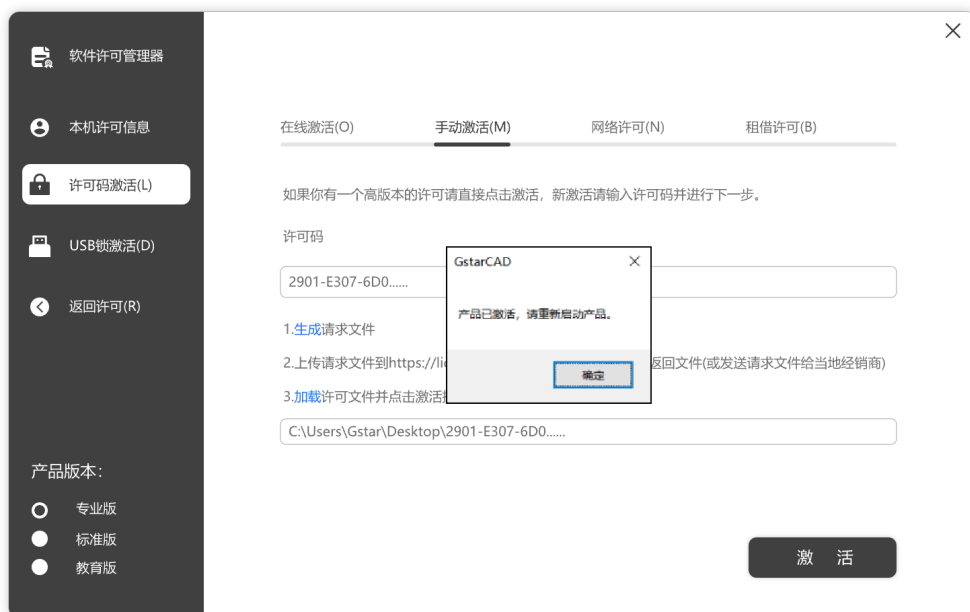 软件许可管理器
本机许可信息
许可码激活(L)
USB锁激活(D)
返回许可(R)
产品版本:
专业版
标准版
教育版
在线激活(O)
手动激活(M)
网络许可(N)
租借许可(B)
如果你有一个高版本的许可请直接点击激活，新激活请输入许可码并进行下一步。
许可码
2901-E307-6D0......
1.生成请求文件
2.上传请求文件到https://li
返回文件(或发送请求文件给当地经销商)
3.加载许可文件并点击激活
C:\Users\Gstar\Desktop\2901-E307-6D0......
GstarCAD
产品已激活，请重新启动产品。
确定
激 活